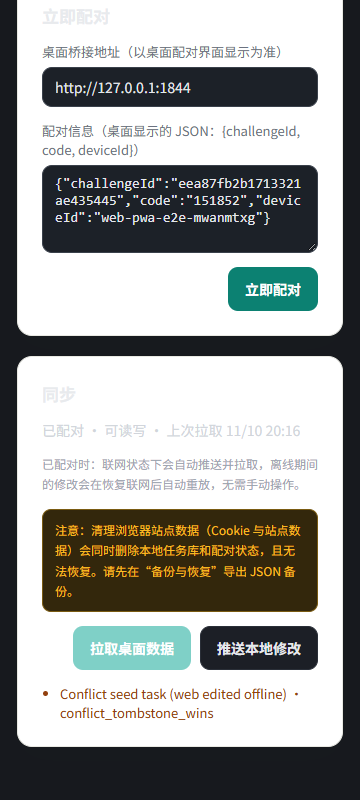 立即配对
桌面桥接地址（以桌面配对界面显示为准）
http://127.0.0.1:1844
配对信息（桌面显示的 JSON：{challengeId,
code, deviceId}）
{"challengeId":"eea87fb2b1713321
ae435445","code":"151852","devic
eId":"web-pwa-e2e-mwanmtxg"}
立即配对
同步
已配对 · 可读写 · 上次拉取 11/10 20:16
已配对时：联网状态下会自动推送并拉取，离线期间
的修改会在恢复联网后自动重放，无需手动操作。
注意：清理浏览器站点数据（Cookie 与站点数
据）会同时删除本地任务库和配对状态，且无
法恢复。请先在“备份与恢复”导出 JSON 备
份。
拉取桌面数据 推送本地修改
• Conflict seed task (web edited offline) ·
conflict_tombstone_wins